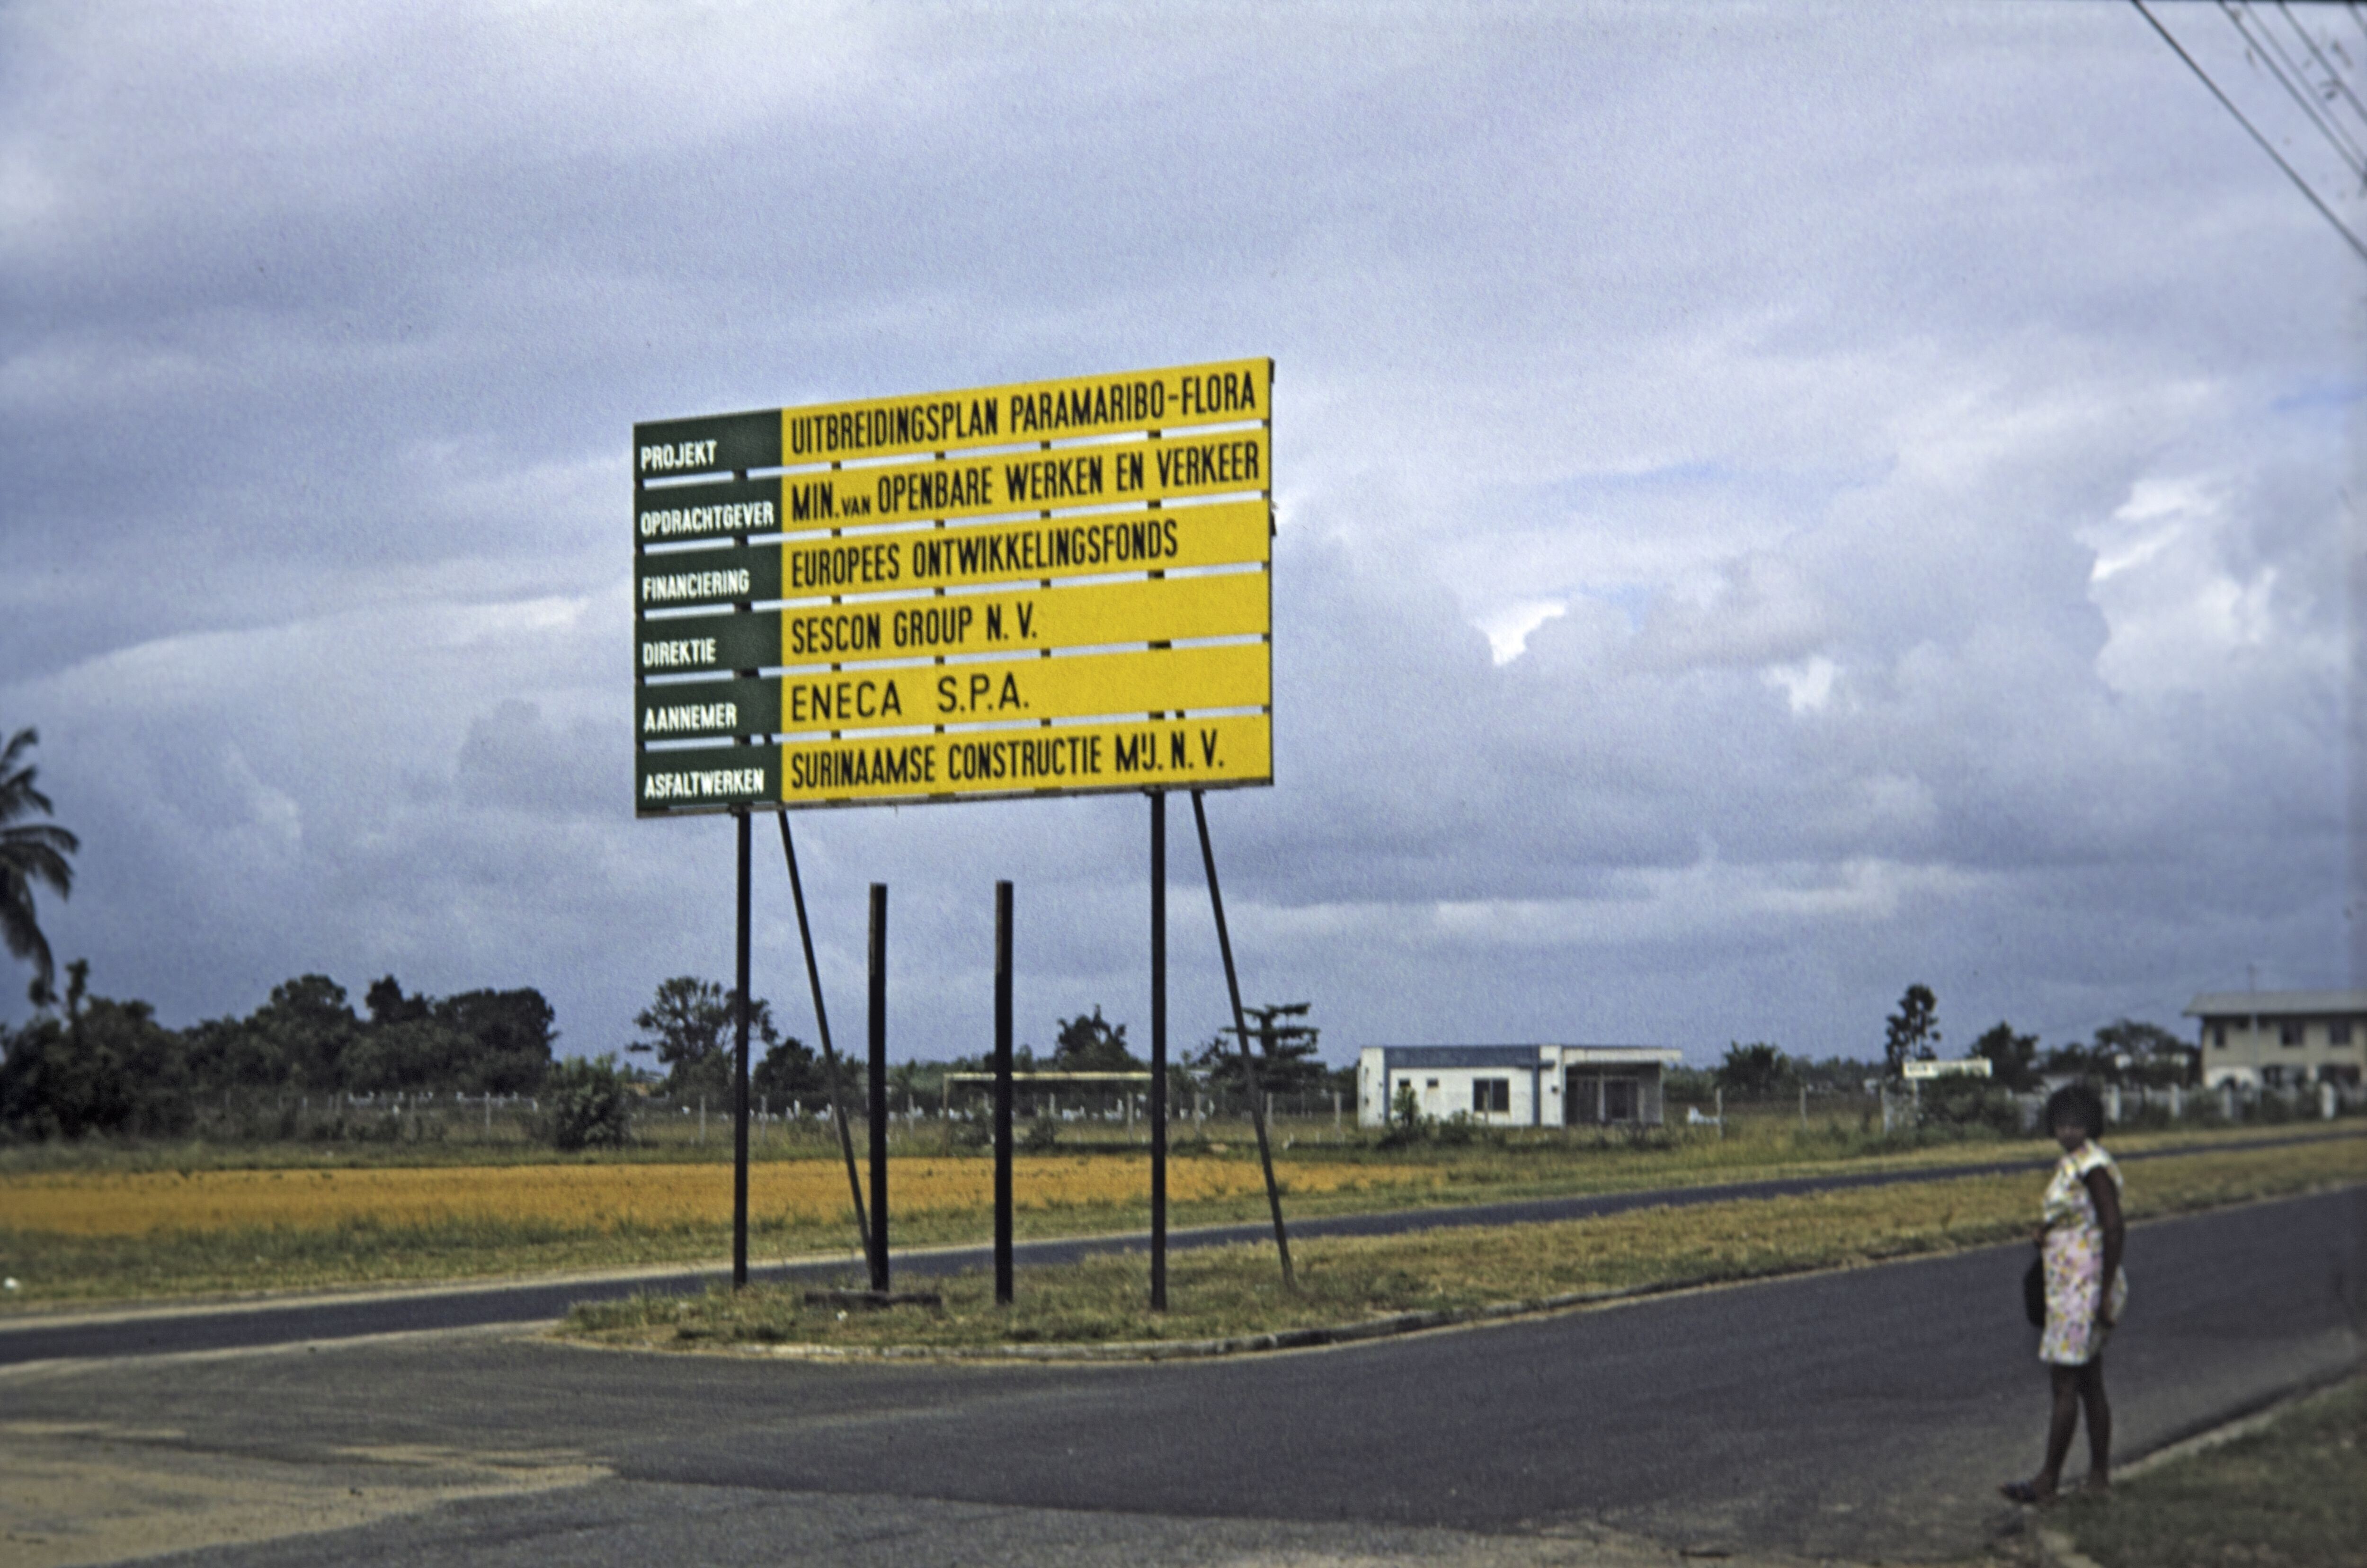 PROJEKT UITBREIDINGSPLAN PARAMARIBO-FLORA
OPDRACHTGEVER MIN. VAN OPENBARE WERKEN EN VERKEER
FINANCIERING EUROPEES ONTWIKKELINGSFONDS
DIREKTIE SESCON GROUP N.V.
AANNEMER ENECA S.P.A.
ASFALTWERKEN SURINAAMSE CONSTRUCTIE MIJ. N.V.